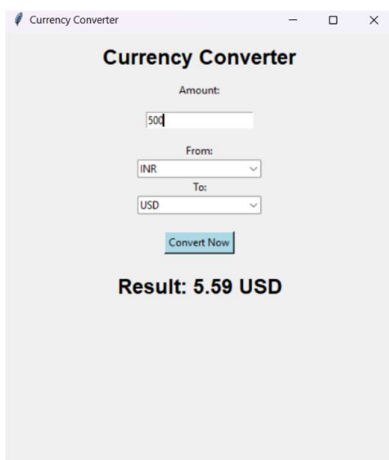 Currency Converter
Currency Converter
Amount:
500
From:
INR
To:
USD
Convert Now
Result: 5.59 USD